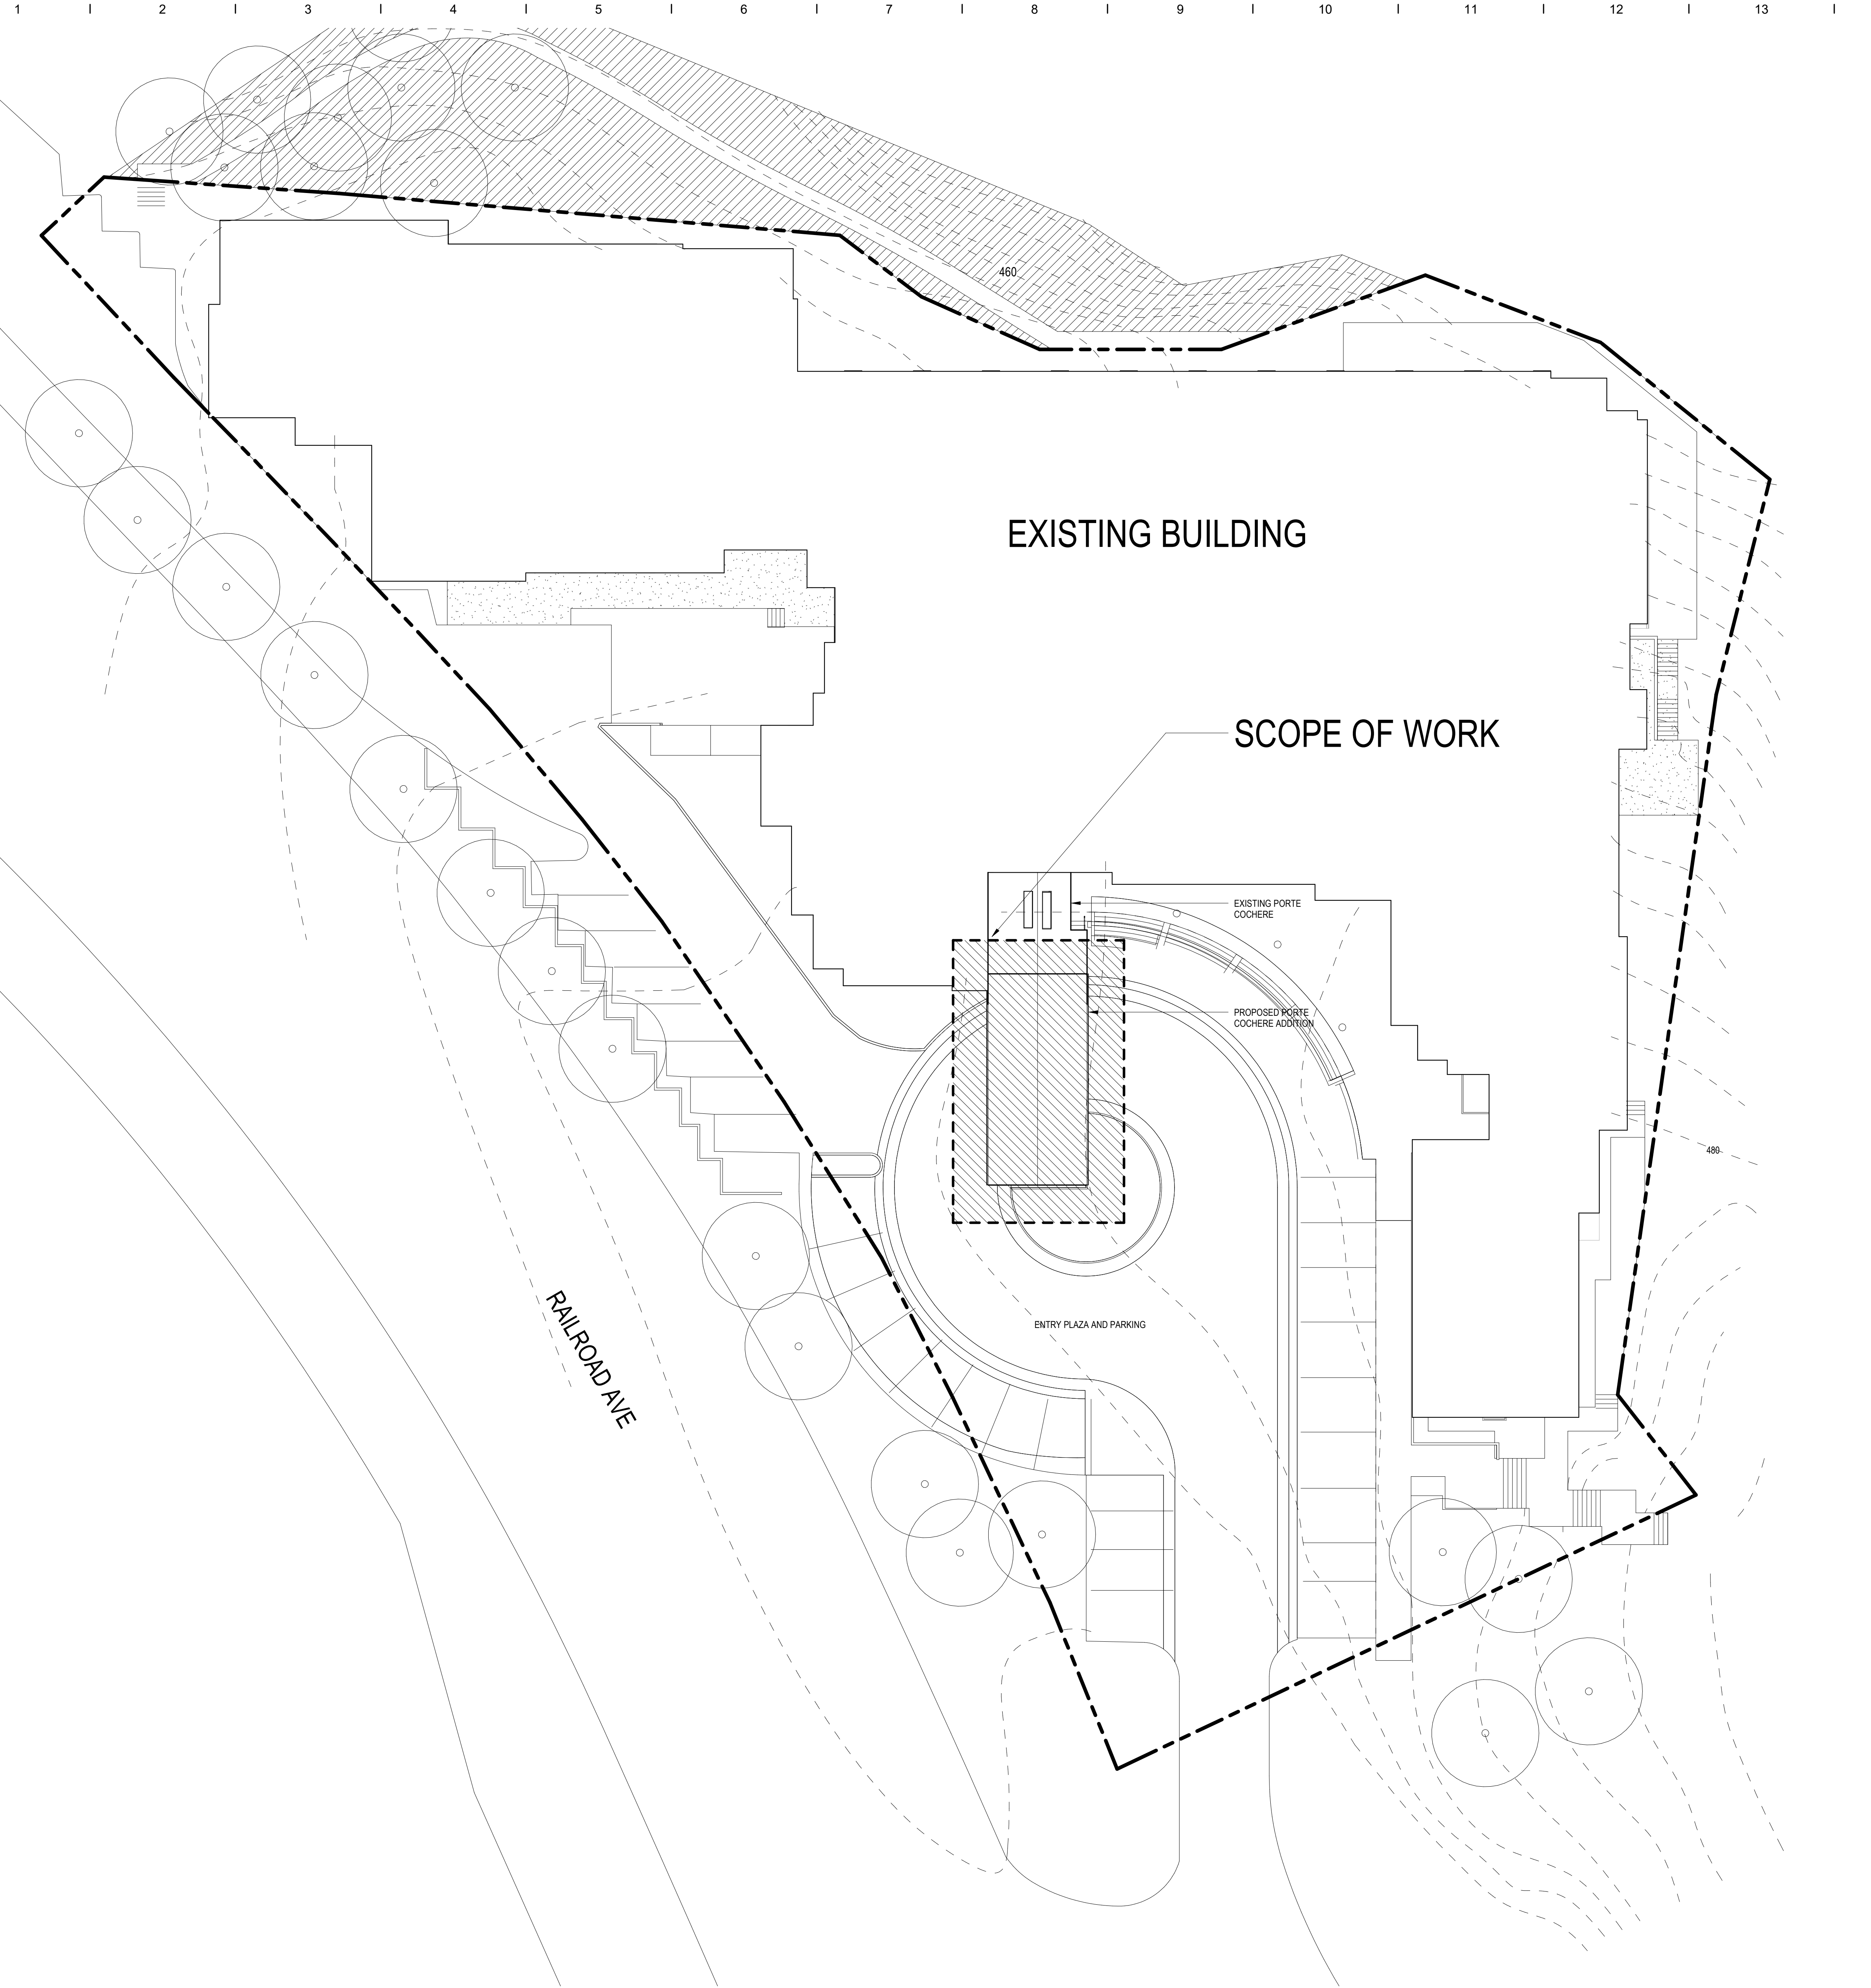 1 2 3 4 5 6 7 8 9 10 11 12 13
460
EXISTING BUILDING
SCOPE OF WORK
EXISTING PORTE
COCHERE
PROPOSED PORTE
COCHERE ADDITION
480
RAILROAD AVE
ENTRY PLAZA AND PARKING